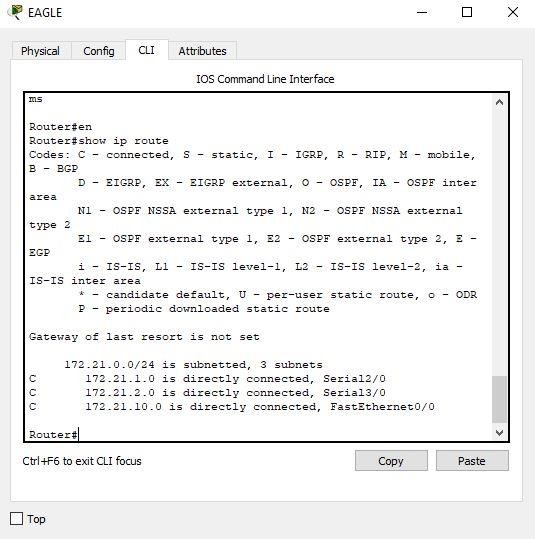 EAGLE
Physical Config CLI Attributes
IOS Command Line Interface
ms
Router#en
Router#show ip route
Codes: C - connected, S - static, I - IGRP, R - RIP, M - mobile,
B - BGP
       D - EIGRP, EX - EIGRP external, O - OSPF, IA - OSPF inter
area
       N1 - OSPF NSSA external type 1, N2 - OSPF NSSA external
type 2
       E1 - OSPF external type 1, E2 - OSPF external type 2, E -
EGP
       i - IS-IS, L1 - IS-IS level-1, L2 - IS-IS level-2, ia -
IS-IS inter area
       * - candidate default, U - per-user static route, o - ODR
       P - periodic downloaded static route
Gateway of last resort is not set
     172.21.0.0/24 is subnetted, 3 subnets
C       172.21.1.0 is directly connected, Serial2/0
C       172.21.2.0 is directly connected, Serial3/0
C       172.21.10.0 is directly connected, FastEthernet0/0
Router#
Ctrl+F6 to exit CLI focus Copy Paste
Top